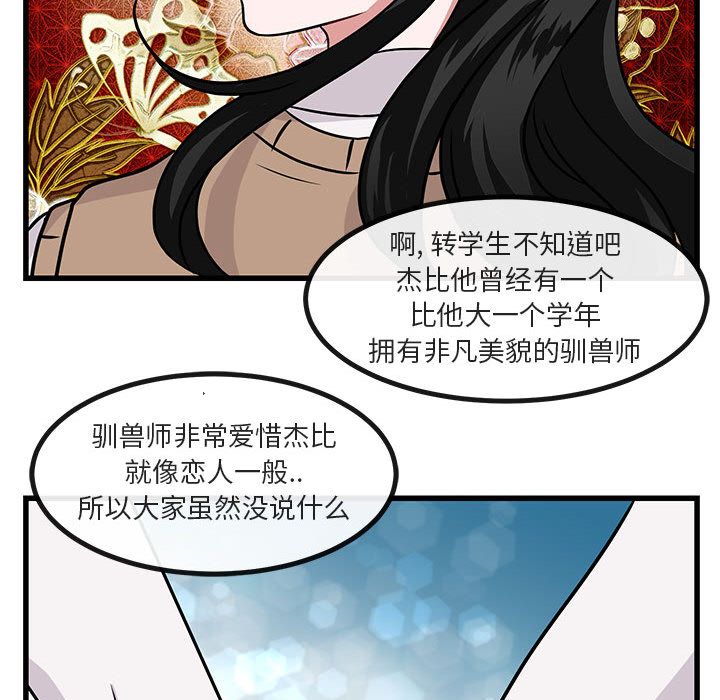 啊, 转学生不知道吧
杰比他曾经有一个
比他大一个学年
拥有非凡美貌的驯兽师
驯兽师非常爱惜杰比
就像恋人一般..
所以大家虽然没说什么